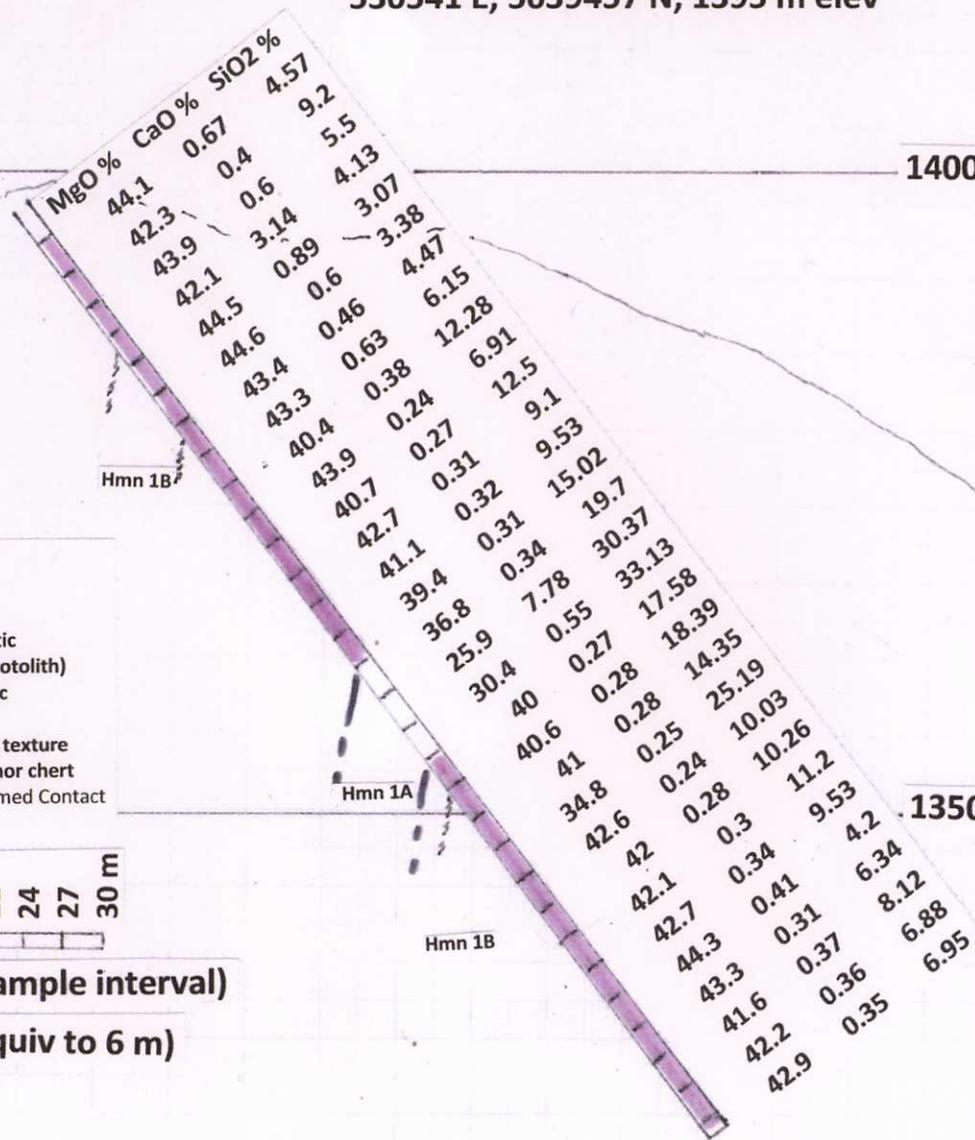 m elev
MgO % CaO % SiO2 %
44.1 0.67 4.57
42.3 0.4 9.2
43.9 0.6 5.5
42.1 3.14 4.13
44.5 0.89 3.07
44.6 0.6 3.38
43.4 0.46 4.47
43.3 0.63 6.15
40.4 0.38 12.28
43.9 0.24 6.91
40.7 0.27 12.5
42.7 0.31 9.1
41.1 0.32 9.53
39.4 0.31 15.02
36.8 0.34 19.7
25.9 7.78 30.37
30.4 0.55 33.13
40 0.27 17.58
40.6 0.28 18.39
41 0.28 14.35
34.8 0.25 25.19
42.6 0.24 10.03
42 0.28 10.26
42.1 0.3 11.2
42.7 0.34 9.53
44.3 0.41 4.2
43.3 0.31 6.34
41.6 0.37 8.12
42.2 0.36 6.88
42.9 0.35 6.95
1400
Hmn 1B
tic
otolith)
c
texture
nor chert
med Contact
Hmn 1A
1350
24 27 30 m
Hmn 1B
ample interval)
quiv to 6 m)